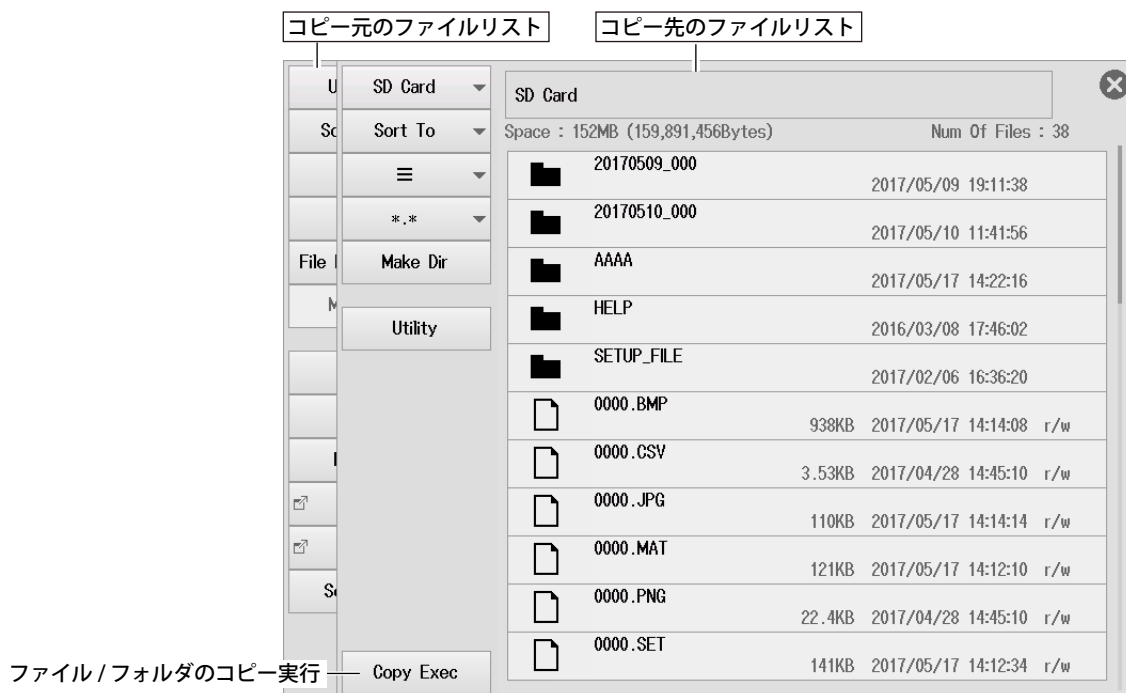 コピー元のファイルリスト
コピー先のファイルリスト
SD Card
SD Card
Sort To
Space : 152MB (159,891,456Bytes)
Num Of Files : 38
*.*
File
Make Dir
Utility
20170509_000
2017/05/09 19:11:38
20170510_000
2017/05/10 11:41:56
AAAA
2017/05/17 14:22:16
HELP
2016/03/08 17:46:02
SETUP_FILE
2017/02/06 16:36:20
0000.BMP
938KB 2017/05/17 14:14:08 r/w
0000.CSV
3.53KB 2017/04/28 14:45:10 r/w
0000.JPG
110KB 2017/05/17 14:14:14 r/w
0000.MAT
121KB 2017/05/17 14:12:10 r/w
0000.PNG
22.4KB 2017/04/28 14:45:10 r/w
0000.SET
141KB 2017/05/17 14:12:34 r/w
ファイル / フォルダのコピー実行
Copy Exec